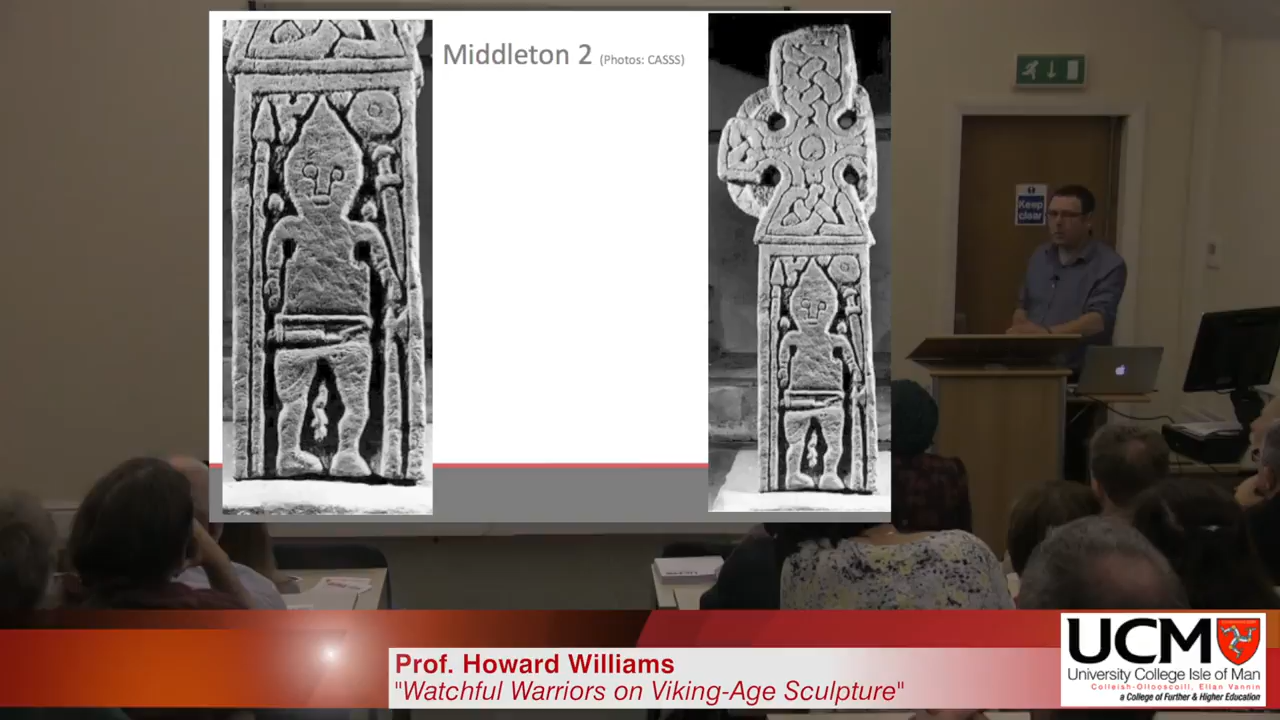 Middleton 2 (Photos: CASSS)
Keep
clear
Prof. Howard Williams
"Watchful Warriors on Viking-Age Sculpture"
UCM
University College Isle of Man
Colleish-Ollooscoill, Ellan Vannin
a College of Further & Higher Education